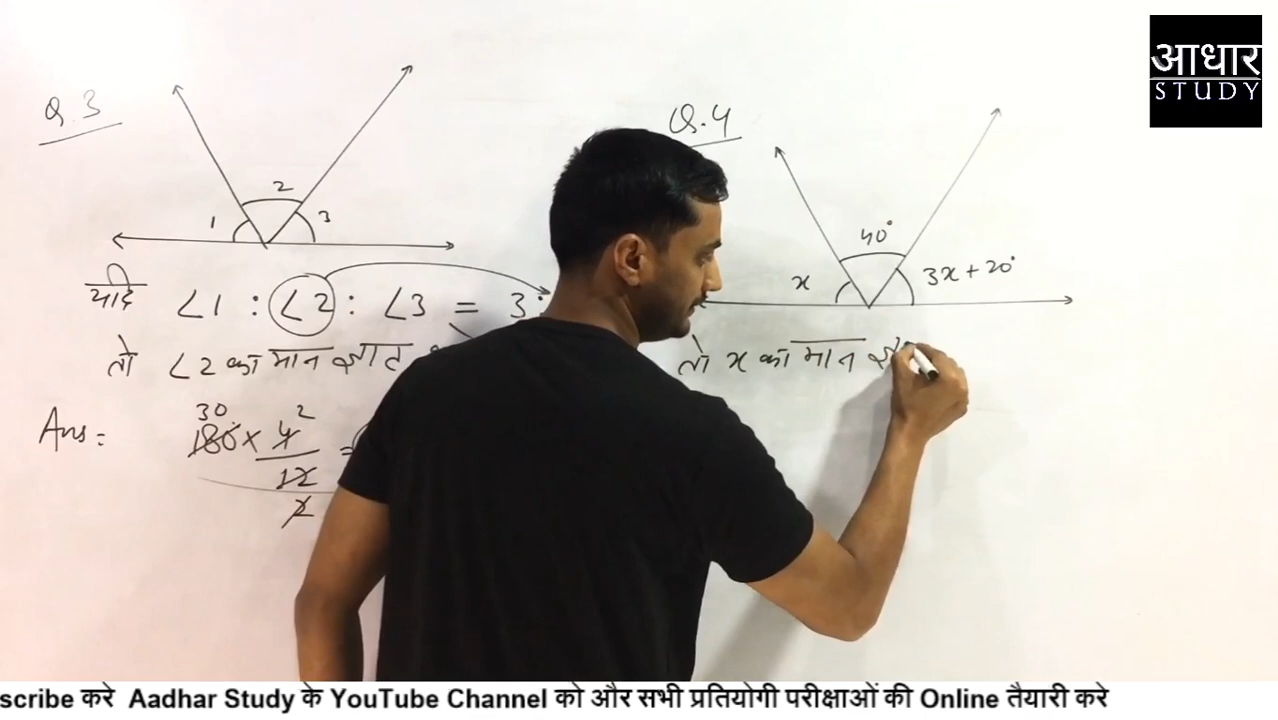 आधार
STUDY
Q.3
1 2 3
यदि ∠1 : ∠2 : ∠3 = 3:
तो ∠2 का मान ज्ञात
Ans = 180 × 4 =
30 2
12
2
Q.4
x 40° 3x + 20°
तो x का मान
scribe करे Aadhar Study के YouTube Channel को और सभी प्रतियोगी परीक्षाओं की Online तैयारी करे